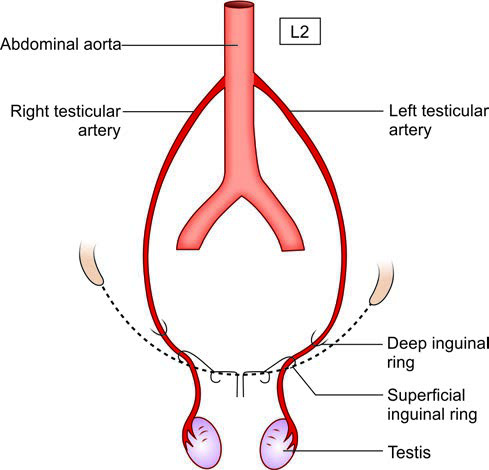 L2
Abdominal aorta
Right testicular
artery
Left testicular
artery
Deep inguinal
ring
Superficial
inguinal ring
Testis